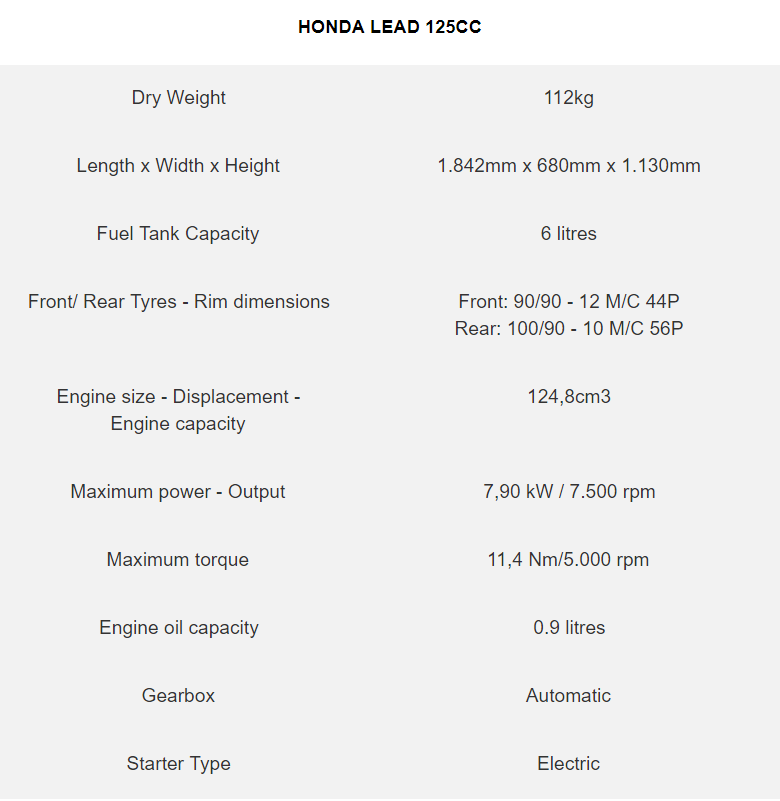 HONDA LEAD 125CC
Dry Weight 112kg
Length x Width x Height 1.842mm x 680mm x 1.130mm
Fuel Tank Capacity 6 litres
Front/ Rear Tyres - Rim dimensions Front: 90/90 - 12 M/C 44P
Rear: 100/90 - 10 M/C 56P
Engine size - Displacement - 124,8cm3
Engine capacity
Maximum power - Output 7,90 kW / 7.500 rpm
Maximum torque 11,4 Nm/5.000 rpm
Engine oil capacity 0.9 litres
Gearbox Automatic
Starter Type Electric